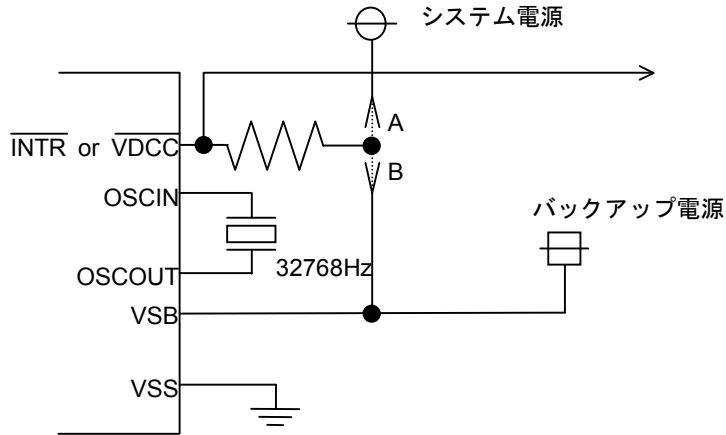 システム電源
A
INTR or VDCC
B
OSCIN
バックアップ電源
32768Hz
OSCOUT
VSB
VSS